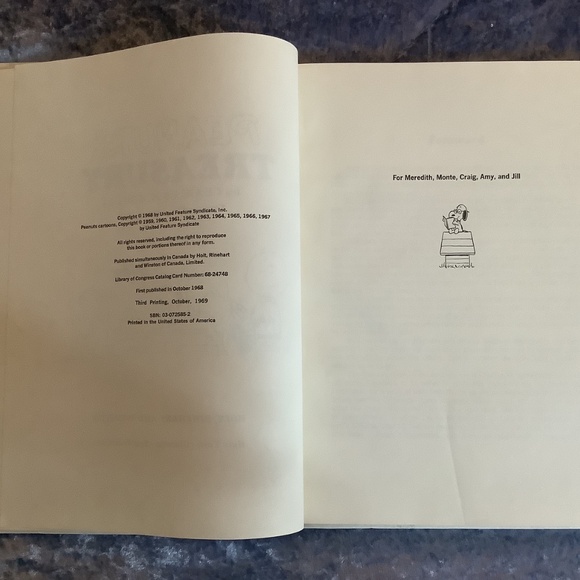 Copyright © 1968 by United Feature Syndicate, Inc.
Peanuts cartoons, Copyright © 1959, 1960, 1961, 1962, 1963, 1964, 1965, 1966, 1967
by United Feature Syndicate
All rights reserved, including the right to reproduce
this book or portions thereof in any form.
Published simultaneously in Canada by Holt, Rinehart
and Winston of Canada, Limited.
Library of Congress Catalog Card Number: 68-24748
First published in October 1968
Third Printing, October, 1969
SBN: 03-072585-2
Printed in the United States of America
For Meredith, Monte, Craig, Amy, and Jill